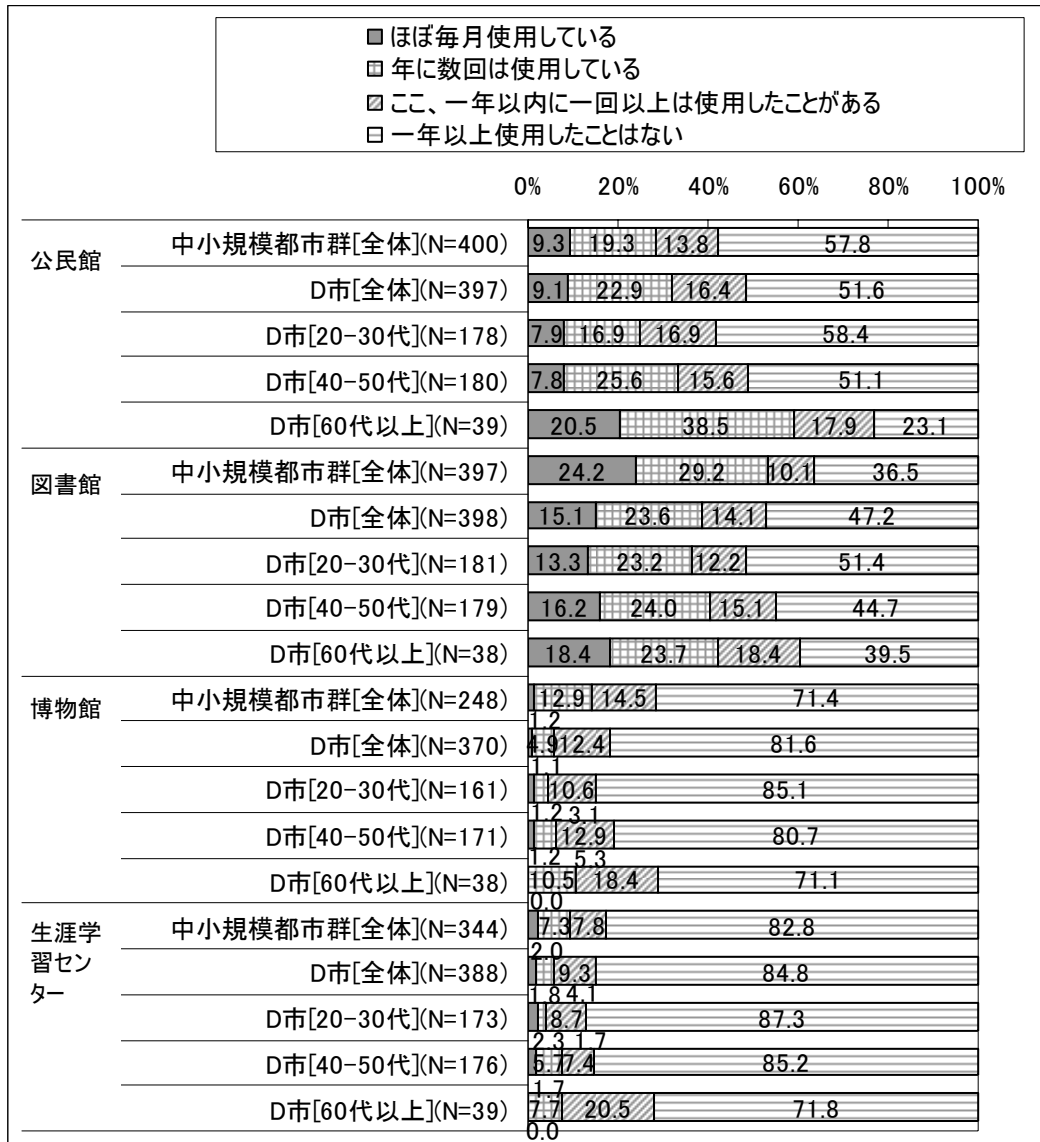 ほぼ毎月使用している
年に数回は使用している
ここ、一年以内に一回以上は使用したことがある
一年以上使用したことはない
0% 20% 40% 60% 80% 100%
公民館
中小規模都市群[全体](N=400) 9.3 19.3 13.8 57.8
D市[全体](N=397) 9.1 22.9 16.4 51.6
D市[20-30代](N=178) 7.9 16.9 16.9 58.4
D市[40-50代](N=180) 7.8 25.6 15.6 51.1
D市[60代以上](N=39) 20.5 38.5 17.9 23.1
図書館
中小規模都市群[全体](N=397) 24.2 29.2 10.1 36.5
D市[全体](N=398) 15.1 23.6 14.1 47.2
D市[20-30代](N=181) 13.3 23.2 12.2 51.4
D市[40-50代](N=179) 16.2 24.0 15.1 44.7
D市[60代以上](N=38) 18.4 23.7 18.4 39.5
博物館
中小規模都市群[全体](N=248) 12.9 14.5 71.4
1.2
D市[全体](N=370) 4.9 12.4 81.6
1.1
D市[20-30代](N=161) 10.6 85.1
1.2 3.1
D市[40-50代](N=171) 12.9 80.7
1.2 5.3
D市[60代以上](N=38) 10.5 18.4 71.1
0.0
生涯学
習セン
ター
中小規模都市群[全体](N=344) 7.3 7.8 82.8
2.0
D市[全体](N=388) 9.3 84.8
1.8 4.1
D市[20-30代](N=173) 8.7 87.3
2.3 1.7
D市[40-50代](N=176) 5.7 7.4 85.2
1.7
D市[60代以上](N=39) 7.7 20.5 71.8
0.0